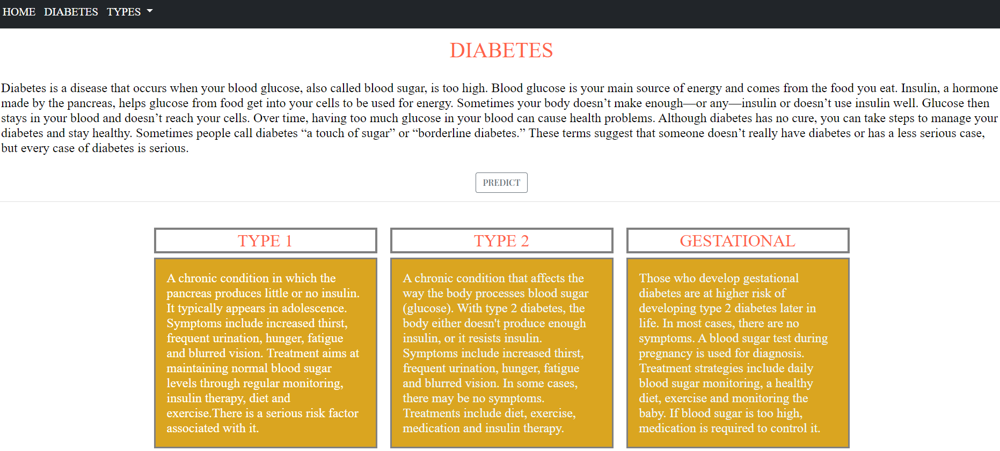 HOME DIABETES TYPES
DIABETES
Diabetes is a disease that occurs when your blood glucose, also called blood sugar, is too high. Blood glucose is your main source of energy and comes from the food you eat. Insulin, a hormone
made by the pancreas, helps glucose from food get into your cells to be used for energy. Sometimes your body doesn’t make enough—or any—insulin or doesn’t use insulin well. Glucose then
stays in your blood and doesn’t reach your cells. Over time, having too much glucose in your blood can cause health problems. Although diabetes has no cure, you can take steps to manage your
diabetes and stay healthy. Sometimes people call diabetes “a touch of sugar” or “borderline diabetes.” These terms suggest that someone doesn’t really have diabetes or has a less serious case,
but every case of diabetes is serious.
PREDICT
TYPE 1
A chronic condition in which the
pancreas produces little or no insulin.
It typically appears in adolescence.
Symptoms include increased thirst,
frequent urination, hunger, fatigue
and blurred vision. Treatment aims at
maintaining normal blood sugar
levels through regular monitoring,
insulin therapy, diet and
exercise.There is a serious risk factor
associated with it.
TYPE 2
A chronic condition that affects the
way the body processes blood sugar
(glucose). With type 2 diabetes, the
body either doesn't produce enough
insulin, or it resists insulin.
Symptoms include increased thirst,
frequent urination, hunger, fatigue
and blurred vision. In some cases,
there may be no symptoms.
Treatments include diet, exercise,
medication and insulin therapy.
GESTATIONAL
Those who develop gestational
diabetes are at higher risk of
developing type 2 diabetes later in
life. In most cases, there are no
symptoms. A blood sugar test during
pregnancy is used for diagnosis.
Treatment strategies include daily
blood sugar monitoring, a healthy
diet, exercise and monitoring the
baby. If blood sugar is too high,
medication is required to control it.